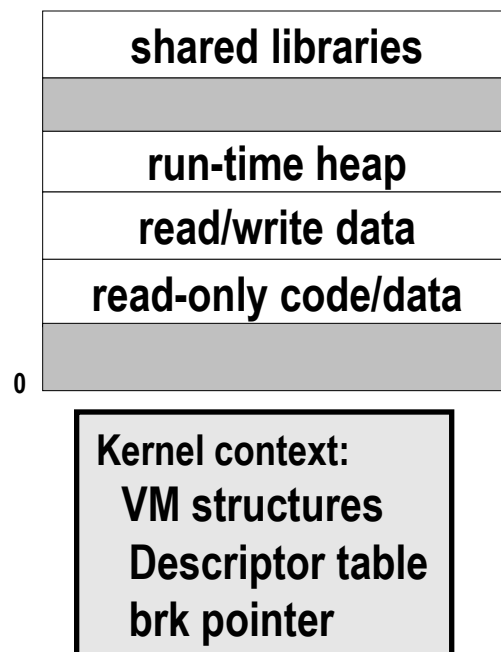 shared libraries
run-time heap
read/write data
read-only code/data
0
Kernel context:
VM structures
Descriptor table
brk pointer